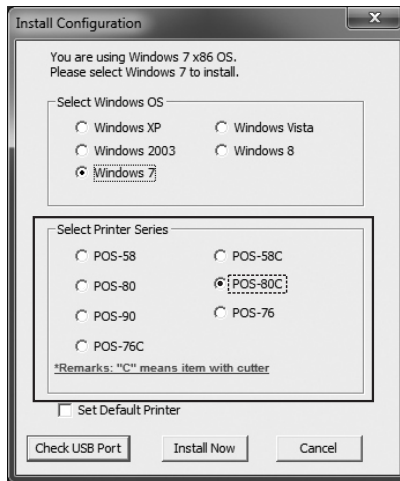 Install Configuration
x
You are using Windows 7 x86 OS.
Please select Windows 7 to install.
Select Windows OS
Windows XP Windows Vista
Windows 2003 Windows 8
Windows 7
Select Printer Series
POS-58 POS-58C
POS-80 POS-80C
POS-90 POS-76
POS-76C
*Remarks: "C" means item with cutter
Set Default Printer
Check USB Port Install Now Cancel